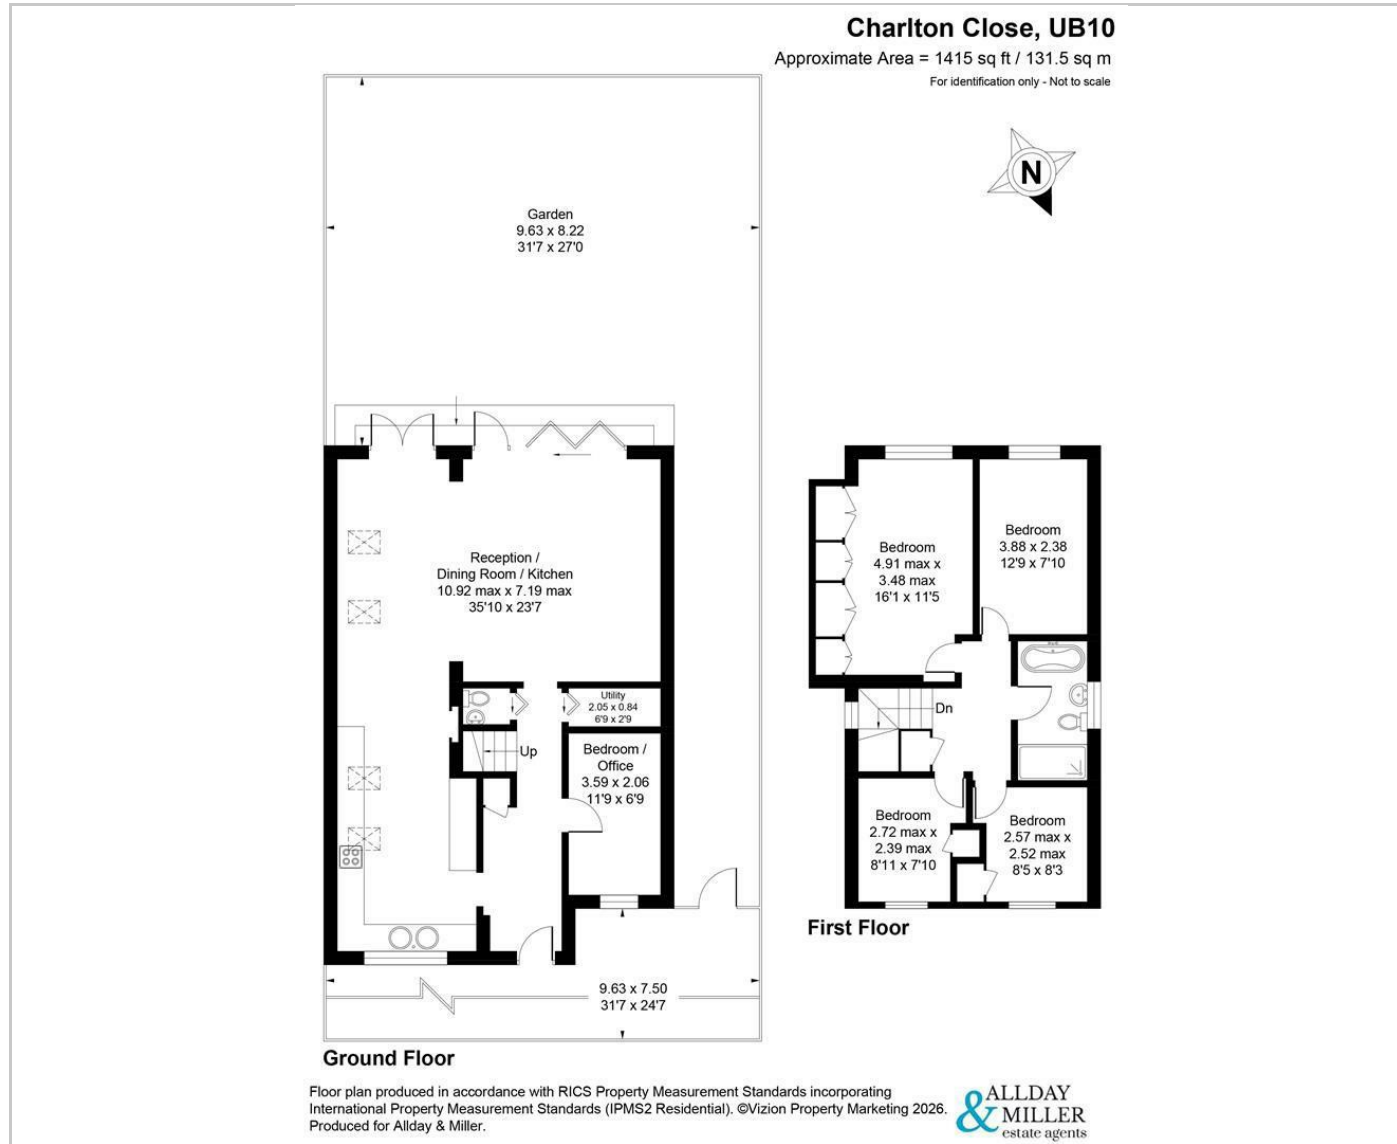 Charlton Close, UB10
Approximate Area = 1415 sq ft / 131.5 sq m
For identification only - Not to scale
N
Garden
9.63 x 8.22
31'7 x 27'0
Reception /
Dining Room / Kitchen
10.92 max x 7.19 max
35'10 x 23'7
Utility
2.05 x 0.84
6'9 x 2'9
Up
Bedroom /
Office
3.59 x 2.06
11'9 x 6'9
9.63 x 7.50
31'7 x 24'7
Ground Floor
Bedroom
4.91 max x
3.48 max
16'1 x 11'5
Bedroom
3.88 x 2.38
12'9 x 7'10
Dn
Bedroom
2.72 max x
2.39 max
8'11 x 7'10
Bedroom
2.57 max x
2.52 max
8'5 x 8'3
First Floor
Floor plan produced in accordance with RICS Property Measurement Standards incorporating
International Property Measurement Standards (IPMS2 Residential). ©Vizion Property Marketing 2026.
Produced for Allday & Miller.
ALLDAY
& MILLER
estate agents